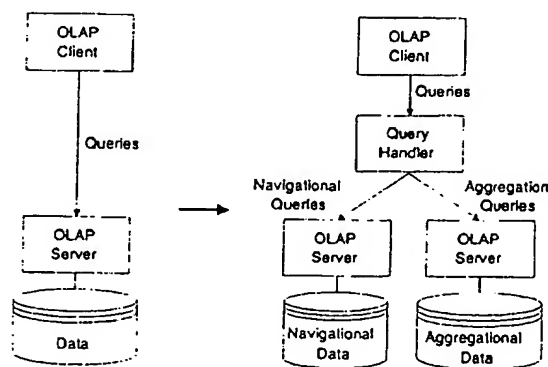 OLAP
Client
Queries
OLAP
Server
Data
OLAP
Client
Queries
Query
Handler
Navigational
Queries
Aggregation
Queries
OLAP
Server
OLAP
Server
Navigational
Data
Aggregational
Data